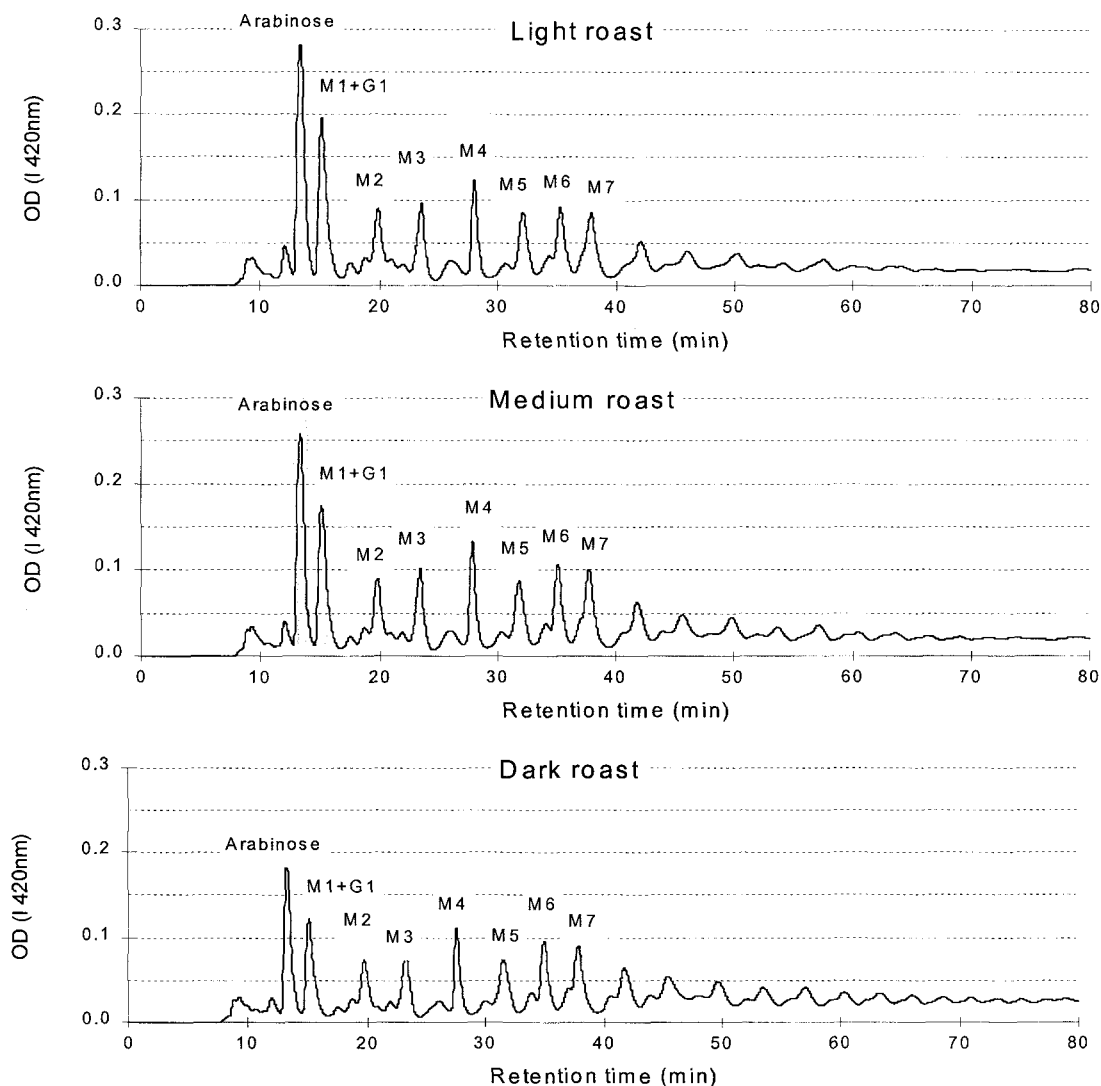 Light roast
OD (I 420nm)
0.3
0.2
0.1
0.0
Arabinose
M1+G1
M2
M3
M4
M5
M6
M7
0 10 20 30 40 50 60 70 80
Retention time (min)
Medium roast
OD (I 420nm)
0.3
0.2
0.1
0.0
Arabinose
M1+G1
M2
M3
M4
M5
M6
M7
0 10 20 30 40 50 60 70 80
Retention time (min)
Dark roast
OD (I 420nm)
0.3
0.2
0.1
0.0
Arabinose
M1+G1
M2
M3
M4
M5
M6
M7
0 10 20 30 40 50 60 70 80
Retention time (min)